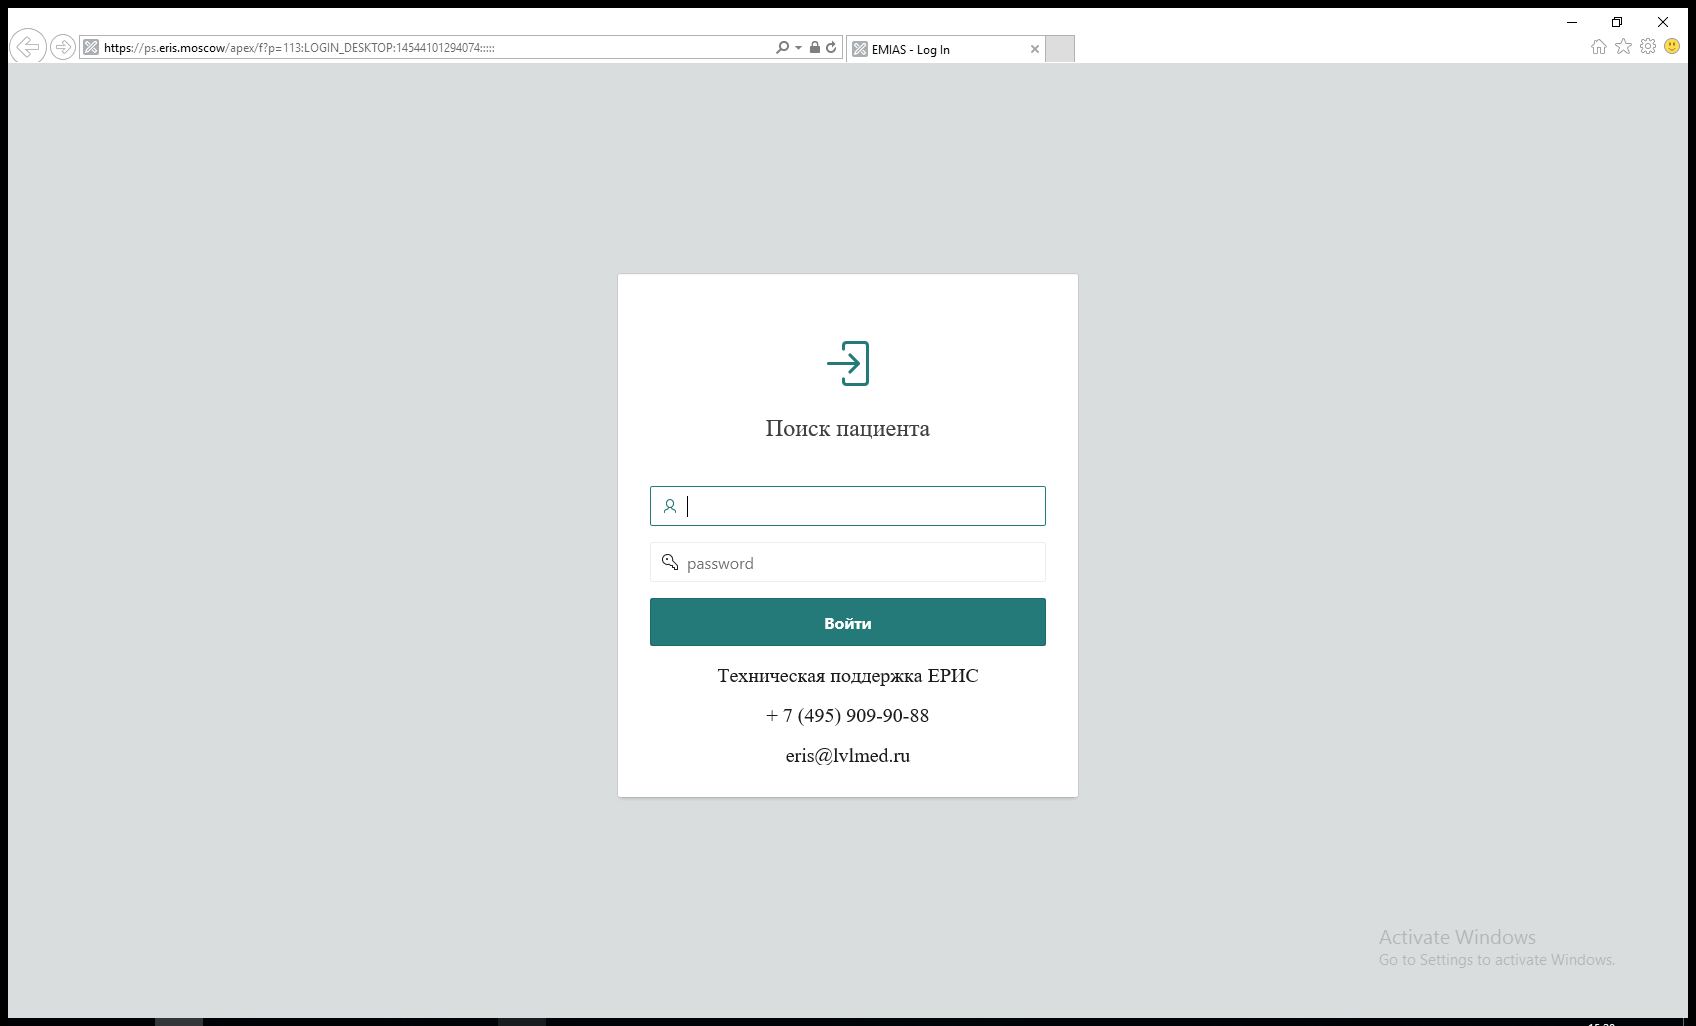 https://ps.eris.moscow/apex/f?p=113:LOGIN_DESKTOP:14544101294074:::::
EMIAS - Log In
Поиск пациента
password
Войти
Техническая поддержка ЕРИС
+ 7 (495) 909-90-88
eris@lvlmed.ru
Activate Windows
Go to Settings to activate Windows.